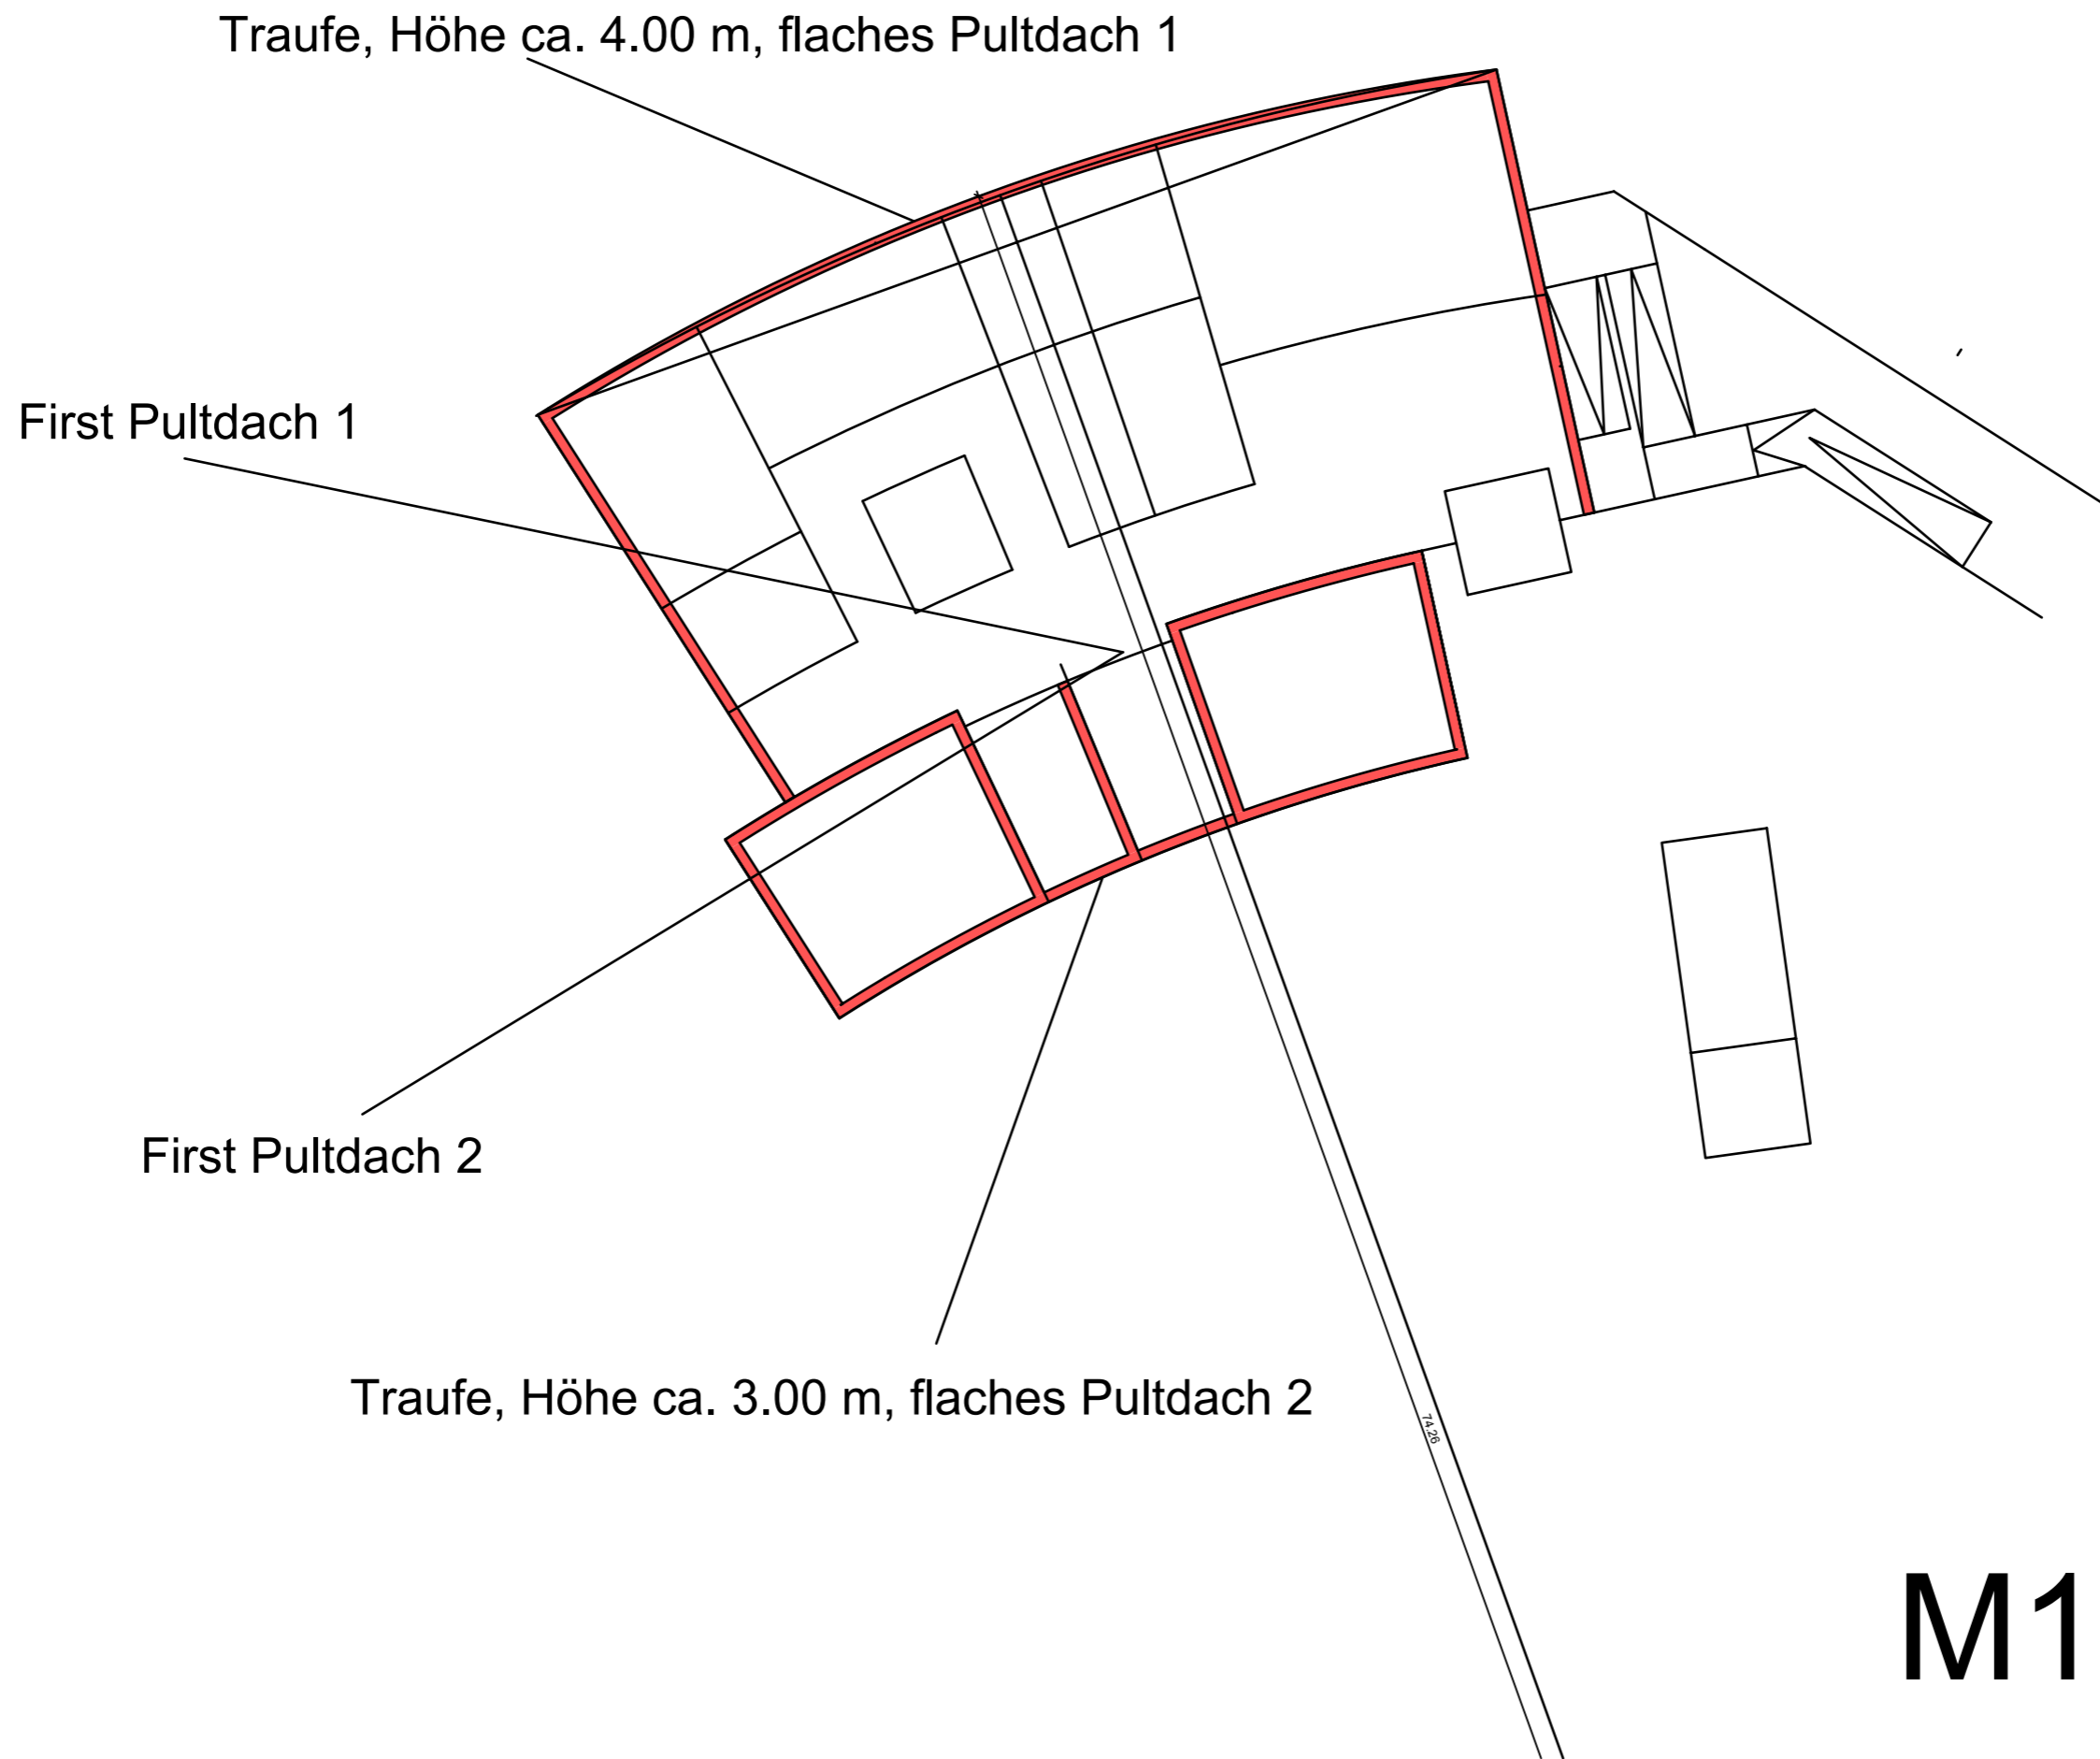 Traufe, Höhe ca. 4.00 m, flaches Pultdach 1
First Pultdach 1
First Pultdach 2
Traufe, Höhe ca. 3.00 m, flaches Pultdach 2
74.26
M1